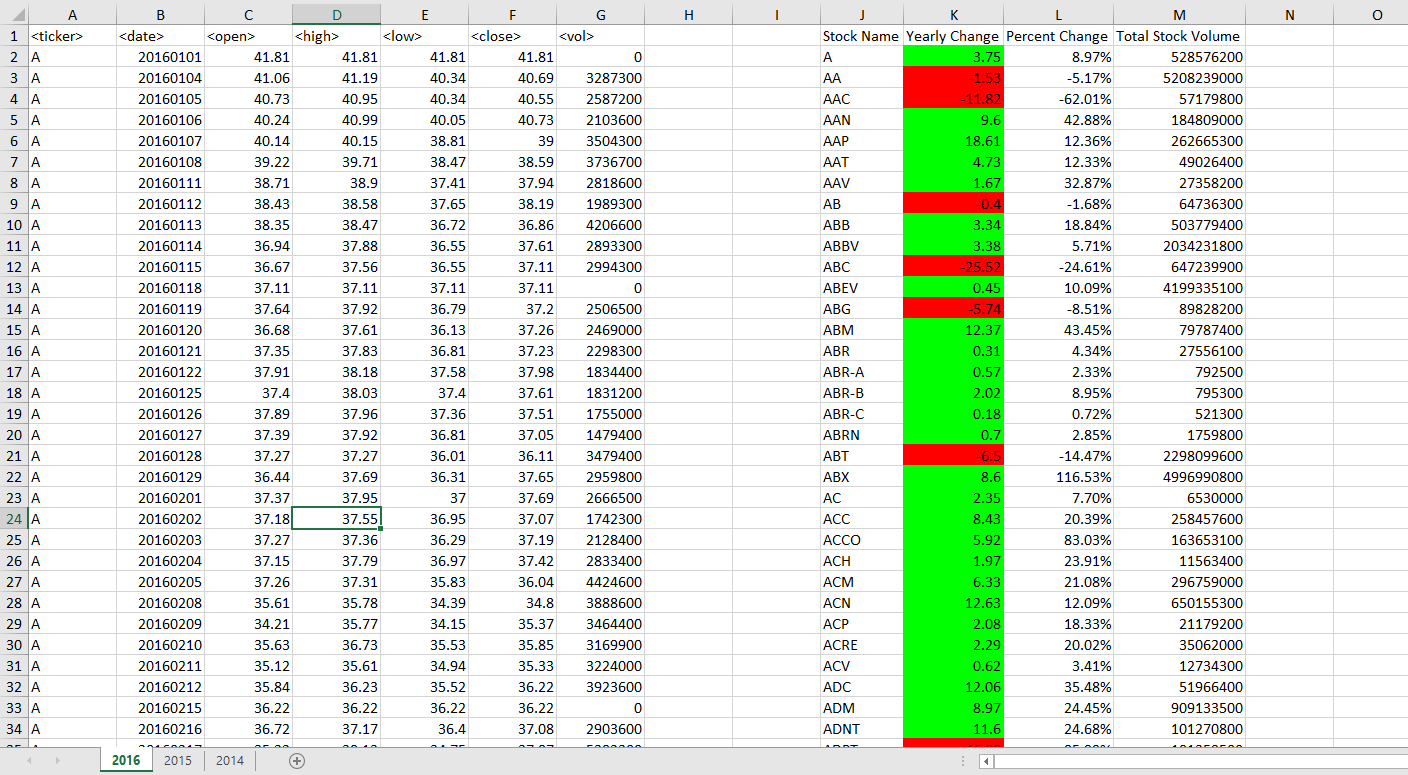 A B C D E F G H I J K L M N O
1 <ticker> <date> <open> <high> <low> <close> <vol> Stock Name Yearly Change Percent Change Total Stock Volume
2 A 20160101 41.81 41.81 41.81 41.81 0 A 3.75 8.97% 528576200
3 A 20160104 41.06 41.19 40.34 40.69 3287300 AA -1.53 -5.17% 5208239000
4 A 20160105 40.73 40.95 40.34 40.55 2587200 AAC -11.82 -62.01% 57179800
5 A 20160106 40.24 40.99 40.05 40.73 2103600 AAN 9.6 42.88% 184809000
6 A 20160107 40.14 40.15 38.81 39 3504300 AAP 18.61 12.36% 262665300
7 A 20160108 39.22 39.71 38.47 38.59 3736700 AAT 4.73 12.33% 49026400
8 A 20160111 38.71 38.9 37.41 37.94 2818600 AAV 1.67 32.87% 27358200
9 A 20160112 38.43 38.58 37.65 38.19 1989300 AB -0.4 -1.68% 64736300
10 A 20160113 38.35 38.47 36.72 36.86 4206600 ABB 3.34 18.84% 503779400
11 A 20160114 36.94 37.88 36.55 37.61 2893300 ABBV 3.38 5.71% 2034231800
12 A 20160115 36.67 37.56 36.55 37.11 2994300 ABC -25.52 -24.61% 647239900
13 A 20160118 37.11 37.11 37.11 37.11 0 ABEV 0.45 10.09% 4199335100
14 A 20160119 37.64 37.92 36.79 37.2 2506500 ABG -5.74 -8.51% 89828200
15 A 20160120 36.68 37.61 36.13 37.26 2469000 ABM 12.37 43.45% 79787400
16 A 20160121 37.35 37.83 36.81 37.23 2298300 ABR 0.31 4.34% 27556100
17 A 20160122 37.91 38.18 37.58 37.98 1834400 ABR-A 0.57 2.33% 792500
18 A 20160125 37.4 38.03 37.4 37.61 1831200 ABR-B 2.02 8.95% 795300
19 A 20160126 37.89 37.96 37.36 37.51 1755000 ABR-C 0.18 0.72% 521300
20 A 20160127 37.39 37.92 36.81 37.05 1479400 ABRN 0.7 2.85% 1759800
21 A 20160128 37.27 37.27 36.01 36.11 3479400 ABT -6.5 -14.47% 2298099600
22 A 20160129 36.44 37.69 36.31 37.65 2959800 ABX 8.6 116.53% 4996990800
23 A 20160201 37.37 37.95 37 37.69 2666500 AC 2.35 7.70% 6530000
24 A 20160202 37.18 37.55 36.95 37.07 1742300 ACC 8.43 20.39% 258457600
25 A 20160203 37.27 37.36 36.29 37.19 2128400 ACCO 5.92 83.03% 163653100
26 A 20160204 37.15 37.79 36.97 37.42 2833400 ACH 1.97 23.91% 11563400
27 A 20160205 37.26 37.31 35.83 36.04 4424600 ACM 6.33 21.08% 296759000
28 A 20160208 35.61 35.78 34.39 34.8 3888600 ACN 12.63 12.09% 650155300
29 A 20160209 34.21 35.77 34.15 35.37 3464400 ACP 2.08 18.33% 21179200
30 A 20160210 35.63 36.73 35.53 35.85 3169900 ACRE 2.29 20.02% 35062000
31 A 20160211 35.12 35.61 34.94 35.33 3224000 ACV 0.62 3.41% 12734300
32 A 20160212 35.84 36.23 35.52 36.22 3923600 ADC 12.06 35.48% 51966400
33 A 20160215 36.22 36.22 36.22 36.22 0 ADM 8.97 24.45% 909133500
34 A 20160216 36.72 37.17 36.4 37.08 2903600 ADNT 11.6 24.68% 101270800
2016 2015 2014